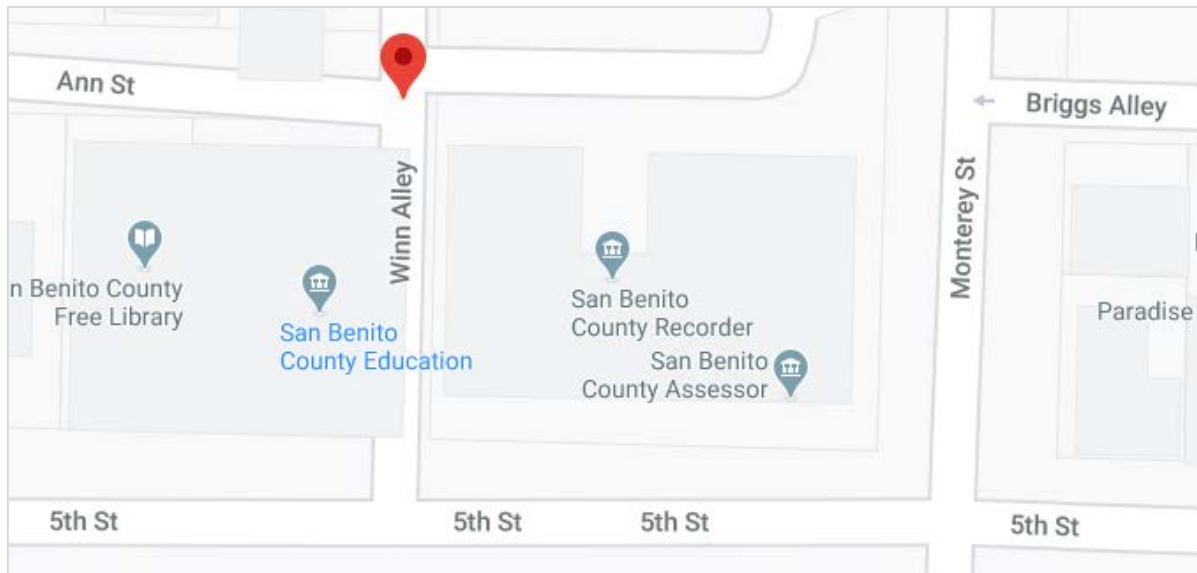 Ann St
Briggs Alley
Winn Alley
Monterey St
n Benito County
Free Library
San Benito
County Education
San Benito
County Recorder
San Benito
County Assessor
Paradise
5th St
5th St
5th St
5th St